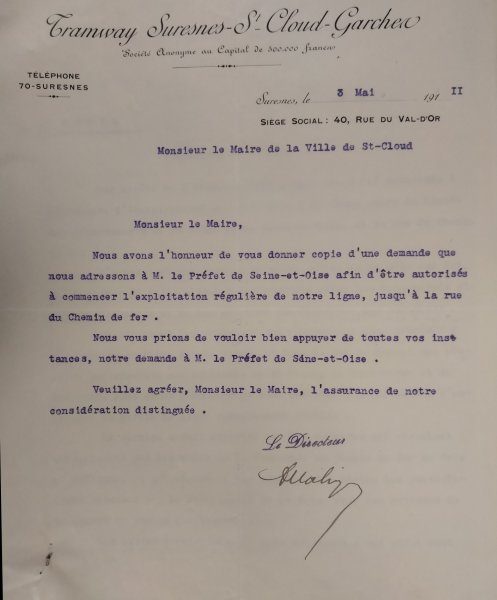 Tramway Suresnes-St-Cloud-Garches
Société Anonyme au Capital de 500.000 francs
TÉLÉPHONE
70-SURESNES
Suresnes, le 3 Mai 191 II
SIÈGE SOCIAL : 40, RUE DU VAL-D'OR
Monsieur le Maire de la Ville de St-Cloud
Monsieur le Maire,
Nous avons l'honneur de vous donner copie d'une demande que
nous adressons à M. le Préfet de Seine-et-Oise afin d'être autorisés
à commencer l'exploitation régulière de notre ligne, jusqu'à la rue
du Chemin de fer .
Nous vous prions de vouloir bien appuyer de toutes vos ins=
tances, notre demande à M. le Préfet de Séne-et-Oise .
Veuillez agréer, Monsieur le Maire, l'assurance de notre
considération distinguée .
Le Directeur